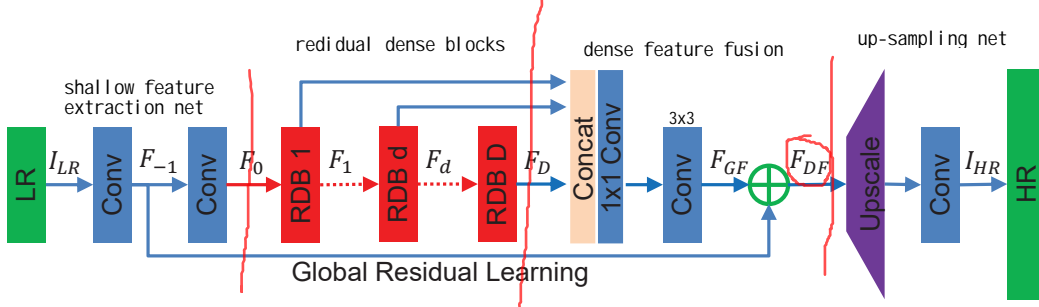 redidual dense blocks
dense feature fusion
up-sampling net
shallow feature
extraction net
3x3
LR
I_LR
Conv
F_-1
Conv
F_0
RDB 1
F_1
RDB d
F_d
RDB D
F_D
Concat
1x1 Conv
Conv
F_GF
F_DF
Upscale
Conv
I_HR
HR
Global Residual Learning